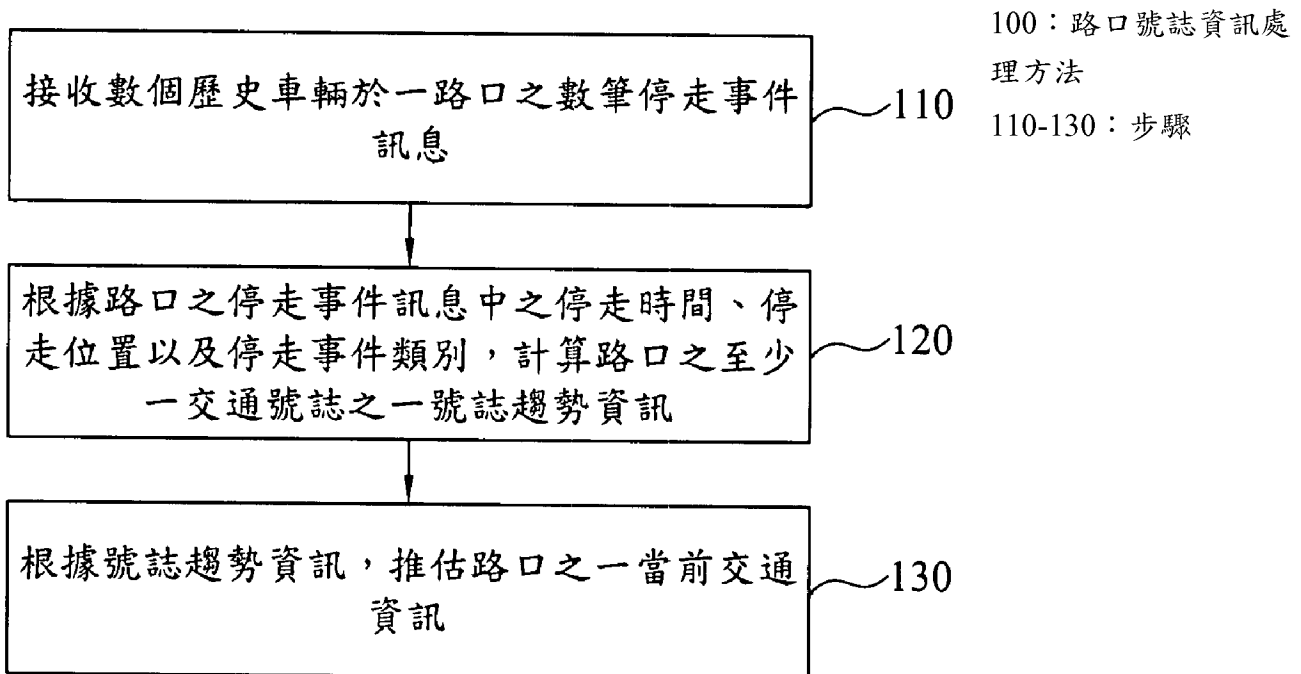 100：路口號誌資訊處
理方法
110-130：步驟
接收數個歷史車輛於一路口之數筆停走事件
訊息
110
根據路口之停走事件訊息中之停走時間、停
走位置以及停走事件類別，計算路口之至少
一交通號誌之一號誌趨勢資訊
120
根據號誌趨勢資訊，推估路口之一當前交通
資訊
130